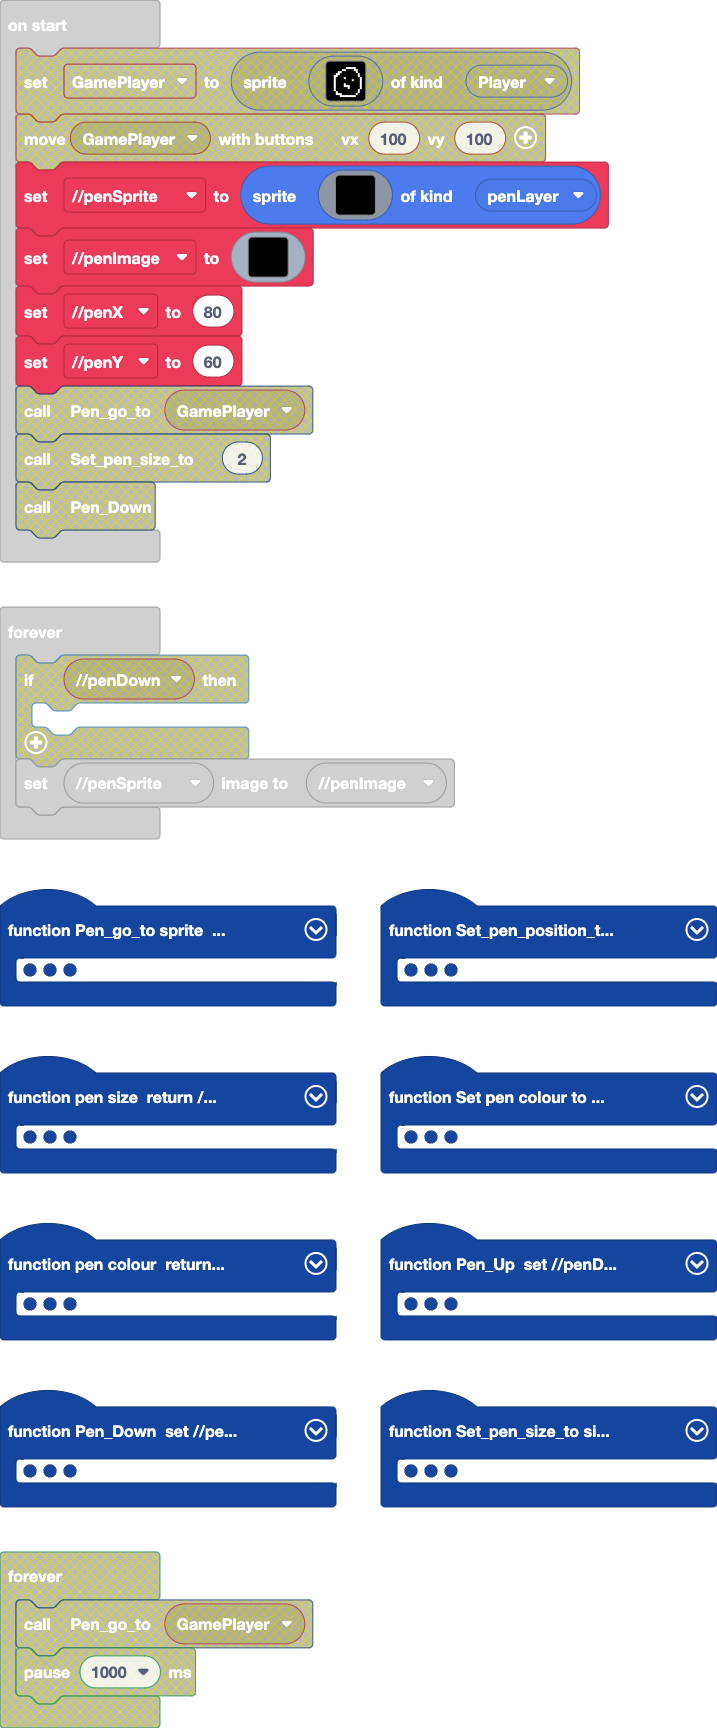 on start
set GamePlayer to sprite of kind Player
move GamePlayer with buttons vx 100 vy 100
set //penSprite to sprite of kind penLayer
set //penImage to
set //penX to 80
set //penY to 60
call Pen_go_to GamePlayer
call Set_pen_size_to 2
call Pen_Down
forever
if //penDown then
set //penSprite image to //penImage
function Pen_go_to sprite ...
function Set_pen_position_t...
function pen size return /...
function Set pen colour to ...
function pen colour return...
function Pen_Up set //penD...
function Pen_Down set //pe...
function Set_pen_size_to si...
forever
call Pen_go_to GamePlayer
pause 1000 ms